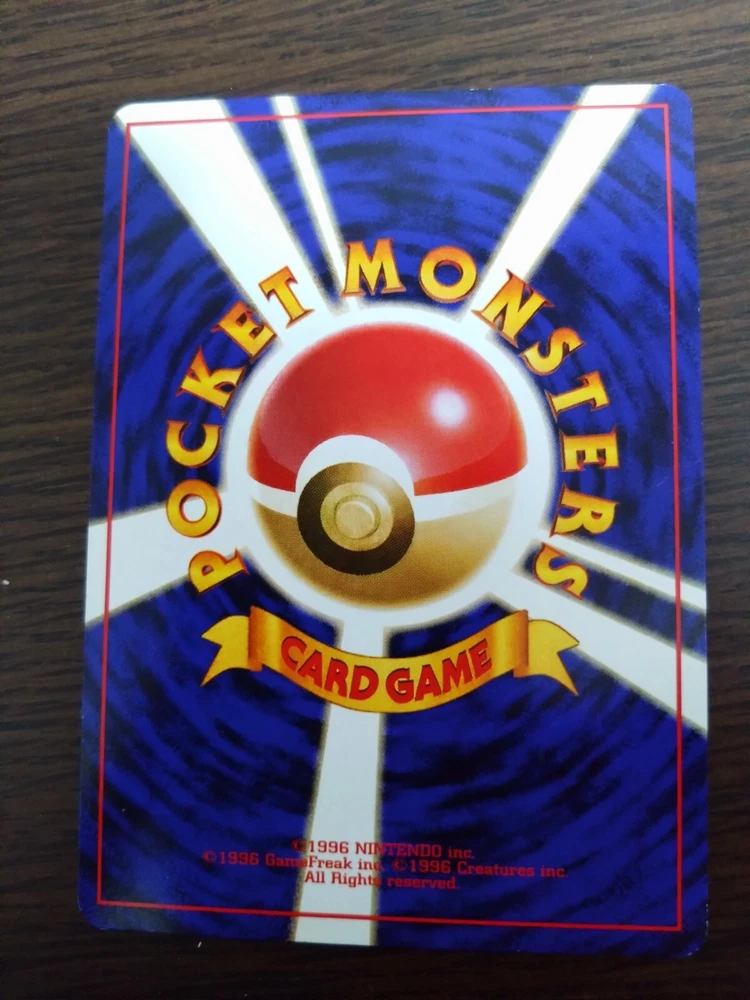 POCKET MONSTERS
CARD GAME
©1996 NINTENDO inc.
©1996 GameFreak inc. ©1996 Creatures inc.
All Rights reserved.